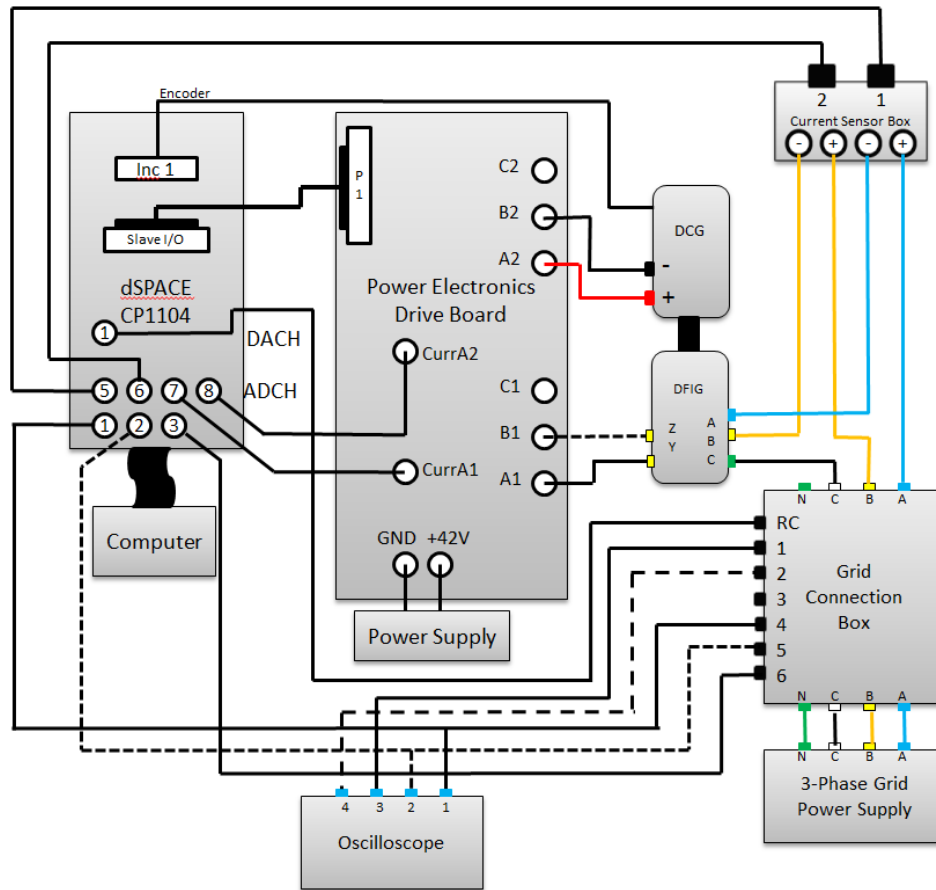 2 1
Current Sensor Box
- + - +
Encoder
Inc 1
Slave I/O
dSPACE
CP1104
1
DACH
5 6 7 8 ADCH
1 2 3
Computer
P
1
C2
B2
A2
Power Electronics
Drive Board
CurrA2
C1
B1
CurrA1
A1
GND +42V
Power Supply
DCG
-
+
DFIG
Z
Y
A
B
C
N C B A
RC
1
2
3
4
5
6
Grid
Connection
Box
N C B A
N C B A
3-Phase Grid
Power Supply
4 3 2 1
Oscilloscope